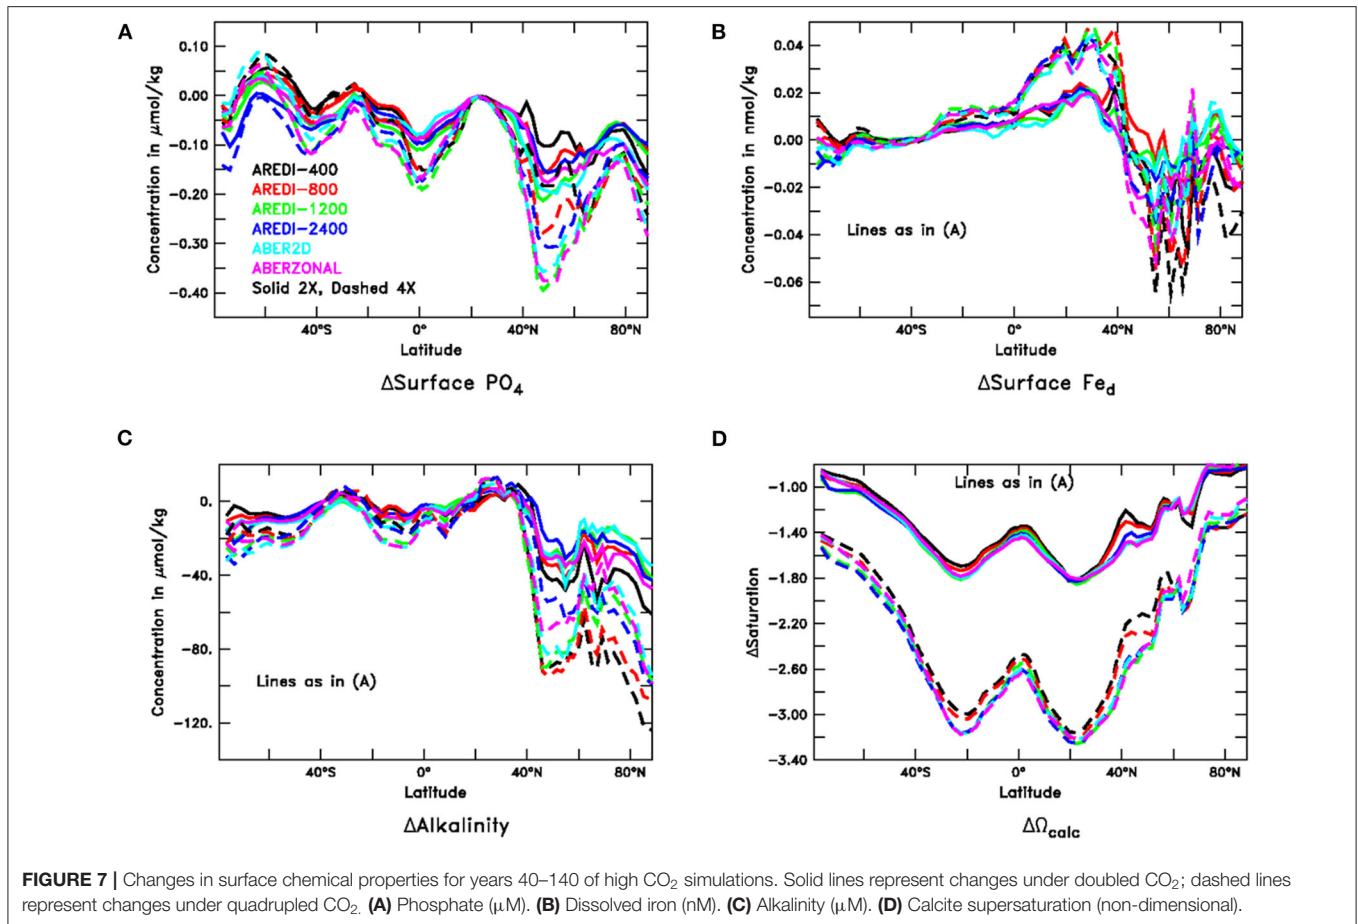 A
Concentration in μmol/kg
0.10
0.00
−0.10
−0.20
−0.30
−0.40
AREDI−400
AREDI−800
AREDI−1200
AREDI−2400
ABER2D
ABERZONAL
Solid 2X, Dashed 4X
40°S 0° 40°N 80°N
Latitude
ΔSurface PO₄
B
Concentration in nmol/kg
0.04
0.02
0.00
−0.02
−0.04
−0.06
Lines as in (A)
40°S 0° 40°N 80°N
Latitude
ΔSurface Fe_d
C
Concentration in μmol/kg
0.
−40.
−80.
−120.
Lines as in (A)
40°S 0° 40°N 80°N
Latitude
ΔAlkalinity
D
ΔSaturation
−1.00
−1.40
−1.80
−2.20
−2.60
−3.00
−3.40
Lines as in (A)
40°S 0° 40°N 80°N
Latitude
ΔΩcalc
FIGURE 7 | Changes in surface chemical properties for years 40–140 of high CO₂ simulations. Solid lines represent changes under doubled CO₂; dashed lines
represent changes under quadrupled CO₂. (A) Phosphate (μM). (B) Dissolved iron (nM). (C) Alkalinity (μM). (D) Calcite supersaturation (non-dimensional).